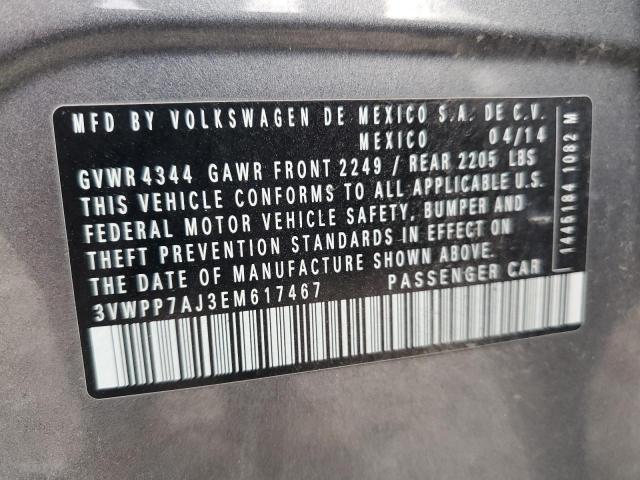 MFD BY VOLKSWAGEN DE MEXICO S.A. DE C.V.
MEXICO 04/14
GVWR 4344 GAWR FRONT 2249 / REAR 2205 LBS
THIS VEHICLE CONFORMS TO ALL APPLICABLE U.S.
FEDERAL MOTOR VEHICLE SAFETY, BUMPER AND
THEFT PREVENTION STANDARDS IN EFFECT ON
THE DATE OF MANUFACTURE SHOWN ABOVE.
3VWPP7AJ3EM617467 PASSENGER CAR
1446184 1082 M